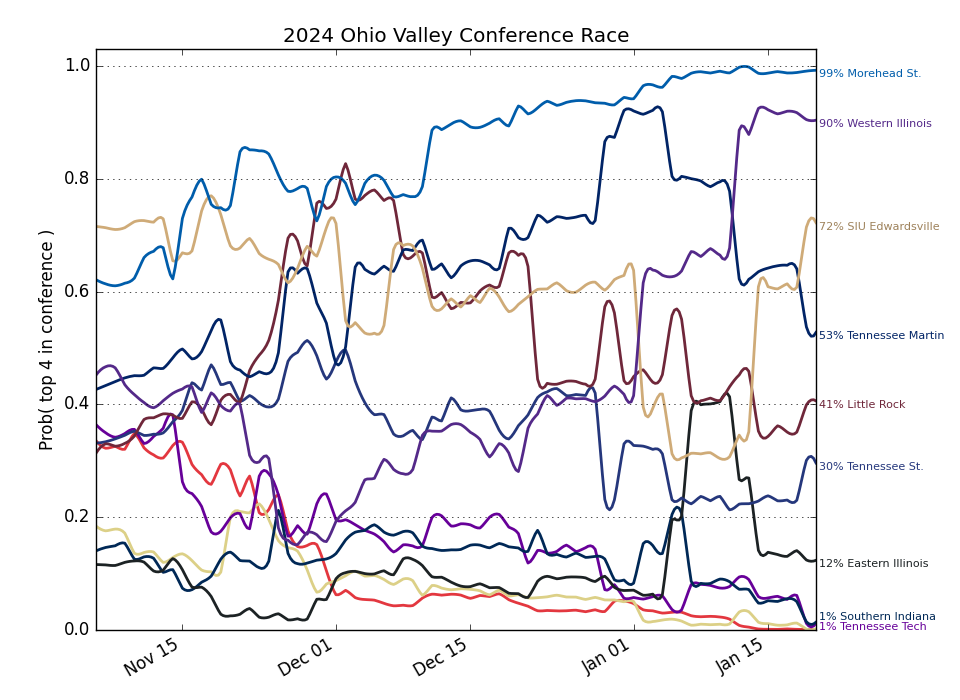 2024 Ohio Valley Conference Race
Prob( top 4 in conference )
1.0
0.8
0.6
0.4
0.2
0.0
Nov 15
Dec 01
Dec 15
Jan 01
Jan 15
99% Morehead St.
90% Western Illinois
72% SIU Edwardsville
53% Tennessee Martin
41% Little Rock
30% Tennessee St.
12% Eastern Illinois
1% Southern Indiana
1% Tennessee Tech